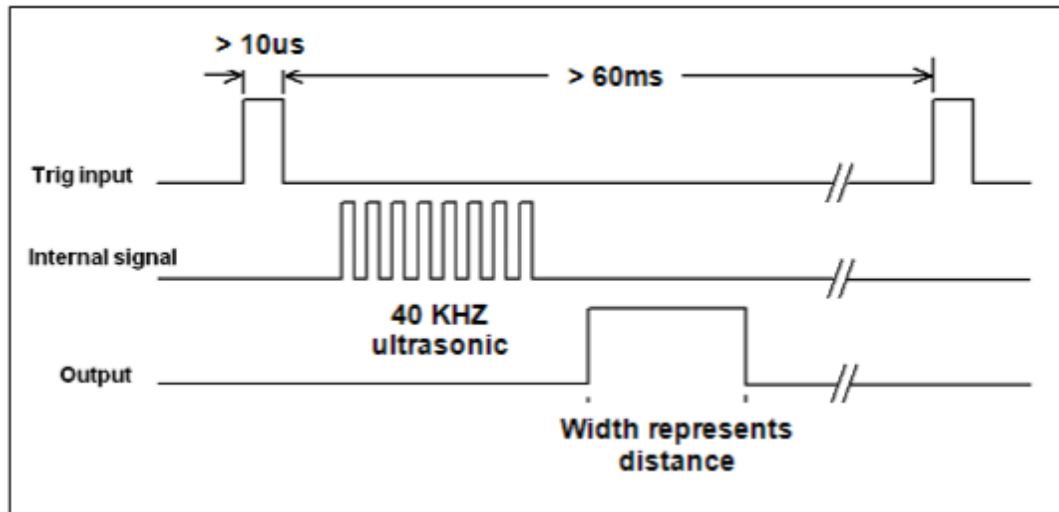 > 10us
> 60ms
Trig input
Internal signal
40 KHZ
ultrasonic
Output
Width represents
distance